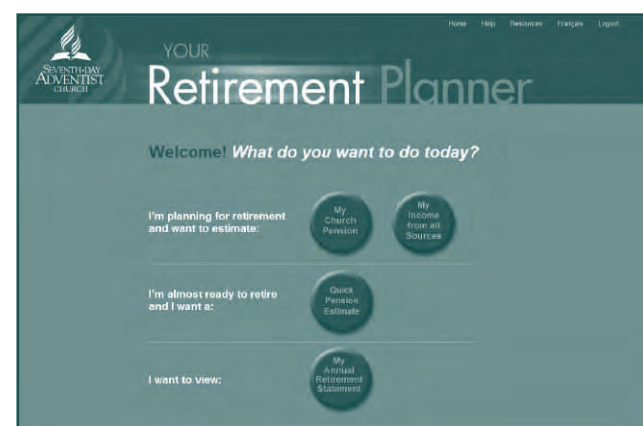 Home Help Resources Français Logout
SEVENTH-DAY
ADVENTIST
CHURCH
YOUR
Retirement Planner
Welcome! What do you want to do today?
I'm planning for retirement
and want to estimate:
My
Church
Pension
My
Income
from all
Sources
I'm almost ready to retire
and I want a:
Quick
Pension
Estimate
I want to view:
My
Annual
Retirement
Statement